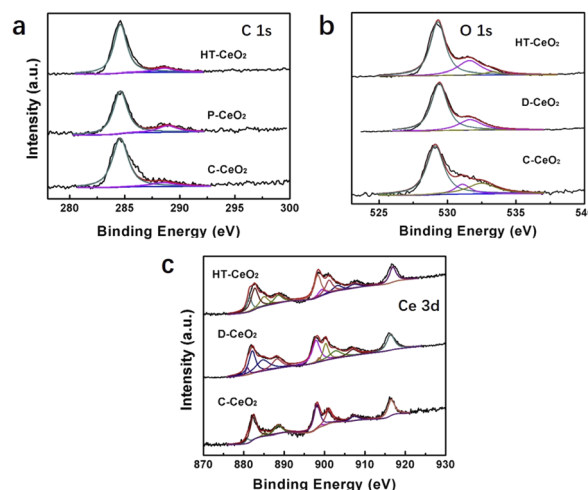 a
C 1s
HT-CeO₂
P-CeO₂
C-CeO₂
Intensity (a.u.)
280 285 290 295 300
Binding Energy (eV)
b
O 1s
HT-CeO₂
D-CeO₂
C-CeO₂
525 530 535 54
Binding Energy (eV)
c
HT-CeO₂
Ce 3d
D-CeO₂
C-CeO₂
Intensity (a.u.)
870 880 890 900 910 920 930
Binding Energy (eV)